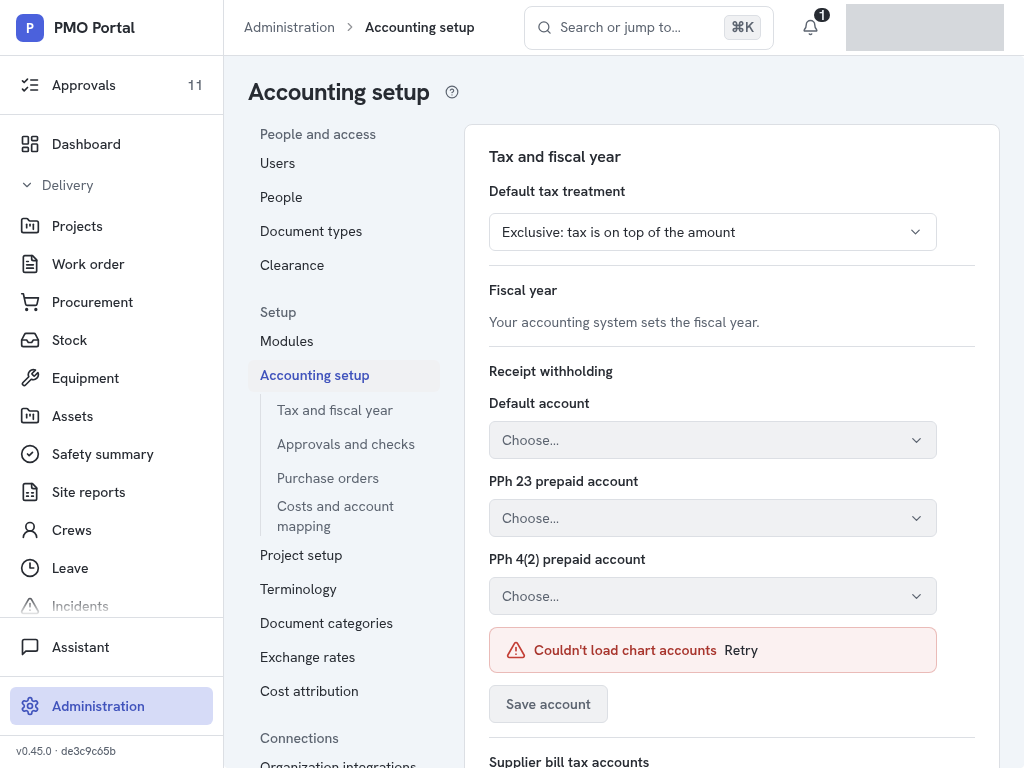 P PMO Portal
Administration > Accounting setup
Search or jump to... ⌘K
1
Approvals 11
Dashboard
Delivery
Projects
Work order
Procurement
Stock
Equipment
Assets
Safety summary
Site reports
Crews
Leave
Incidents
Assistant
Administration
v0.45.0 · de3c9c65b
Accounting setup
People and access
Users
People
Document types
Clearance
Setup
Modules
Accounting setup
Tax and fiscal year
Approvals and checks
Purchase orders
Costs and account
mapping
Project setup
Terminology
Document categories
Exchange rates
Cost attribution
Connections
Organization integrations
Tax and fiscal year
Default tax treatment
Exclusive: tax is on top of the amount
Fiscal year
Your accounting system sets the fiscal year.
Receipt withholding
Default account
Choose...
PPh 23 prepaid account
Choose...
PPh 4(2) prepaid account
Choose...
Couldn't load chart accounts Retry
Save account
Supplier bill tax accounts